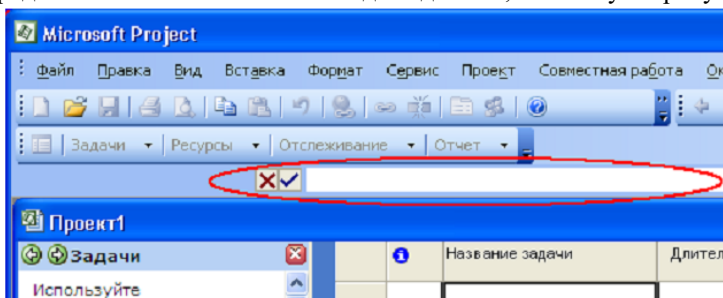 Microsoft Project
Файл Правка Вид Вставка Формат Сервис Проект Совместная работа
Задачи Ресурсы Отслеживание Отчет
Проект1
Задачи
Название задачи
Используйте